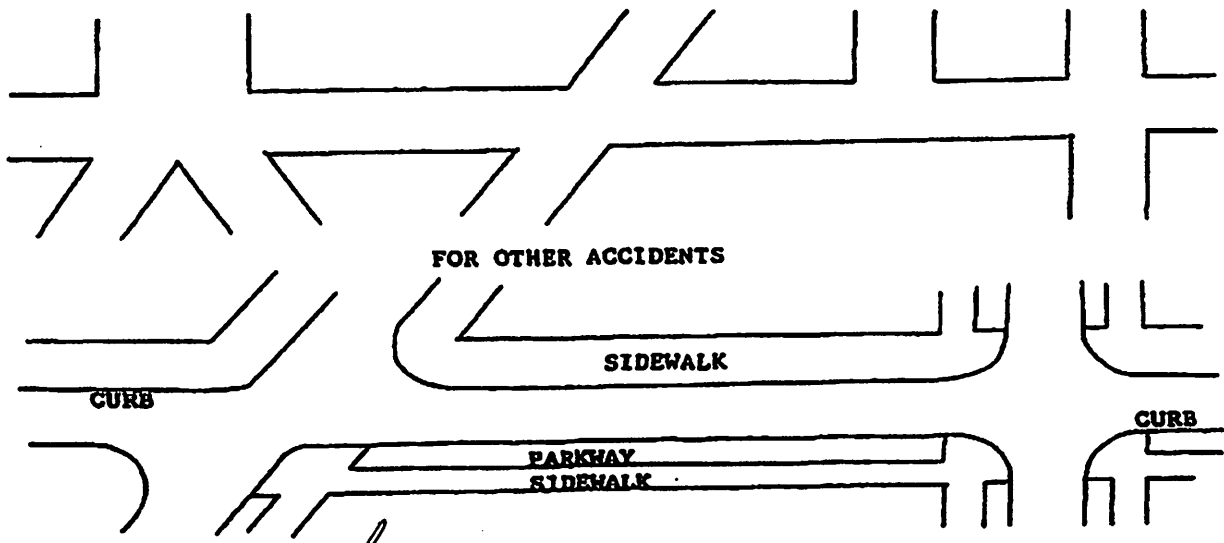 FOR OTHER ACCIDENTS
SIDEWALK
CURB
CURB
PARKWAY
SIDEWALK